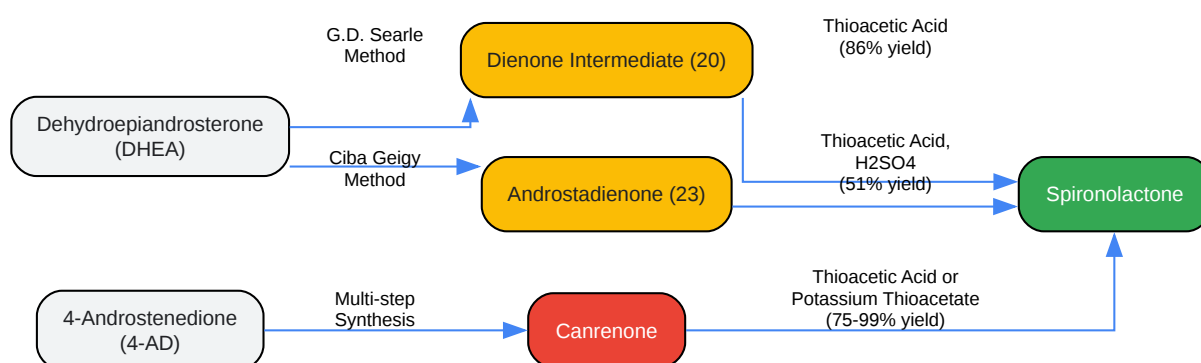 G.D. Searle
Method
Dienone Intermediate (20)
Thioacetic Acid
(86% yield)
Dehydroepiandrosterone
(DHEA)
Ciba Geigy
Method
Androstadienone (23)
Thioacetic Acid,
H2SO4
(51% yield)
Spironolactone
4-Androstenedione
(4-AD)
Multi-step
Synthesis
Canrenone
Thioacetic Acid or
Potassium Thioacetate
(75-99% yield)